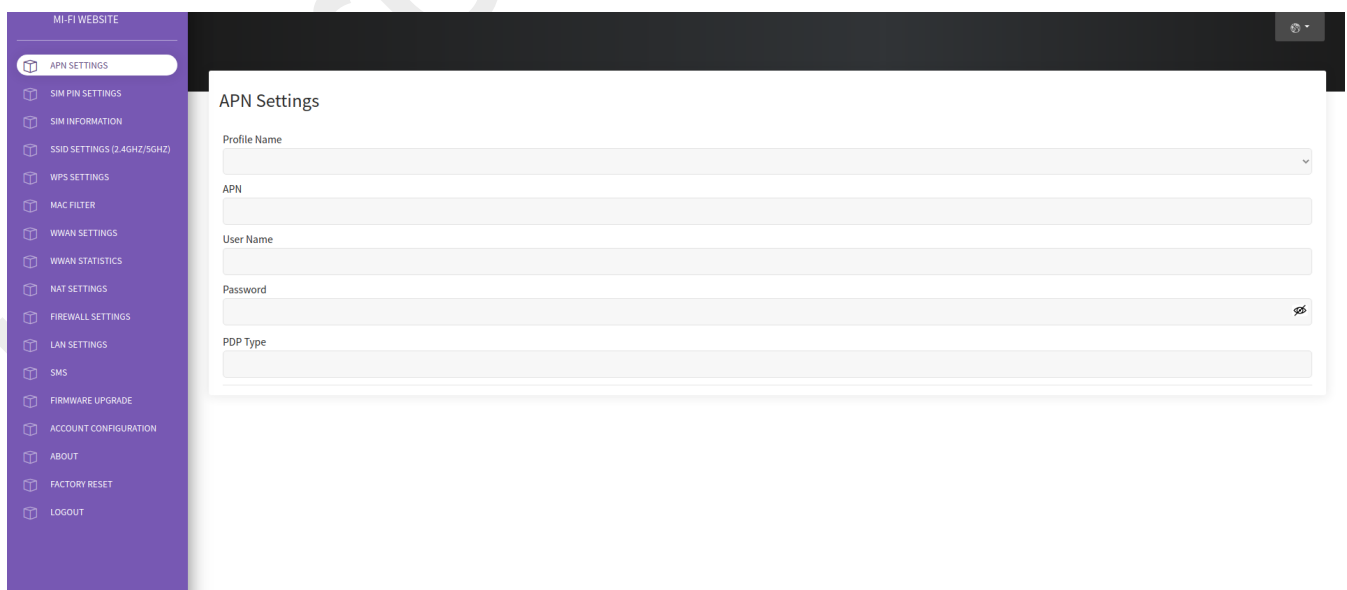 MI-FI WEBSITE
APN SETTINGS
SIM PIN SETTINGS
SIM INFORMATION
SSID SETTINGS (2.4GHZ/5GHZ)
WPS SETTINGS
MAC FILTER
WWAN SETTINGS
WWAN STATISTICS
NAT SETTINGS
FIREWALL SETTINGS
LAN SETTINGS
SMS
FIRMWARE UPGRADE
ACCOUNT CONFIGURATION
ABOUT
FACTORY RESET
LOGOUT
APN Settings
Profile Name
APN
User Name
Password
PDP Type